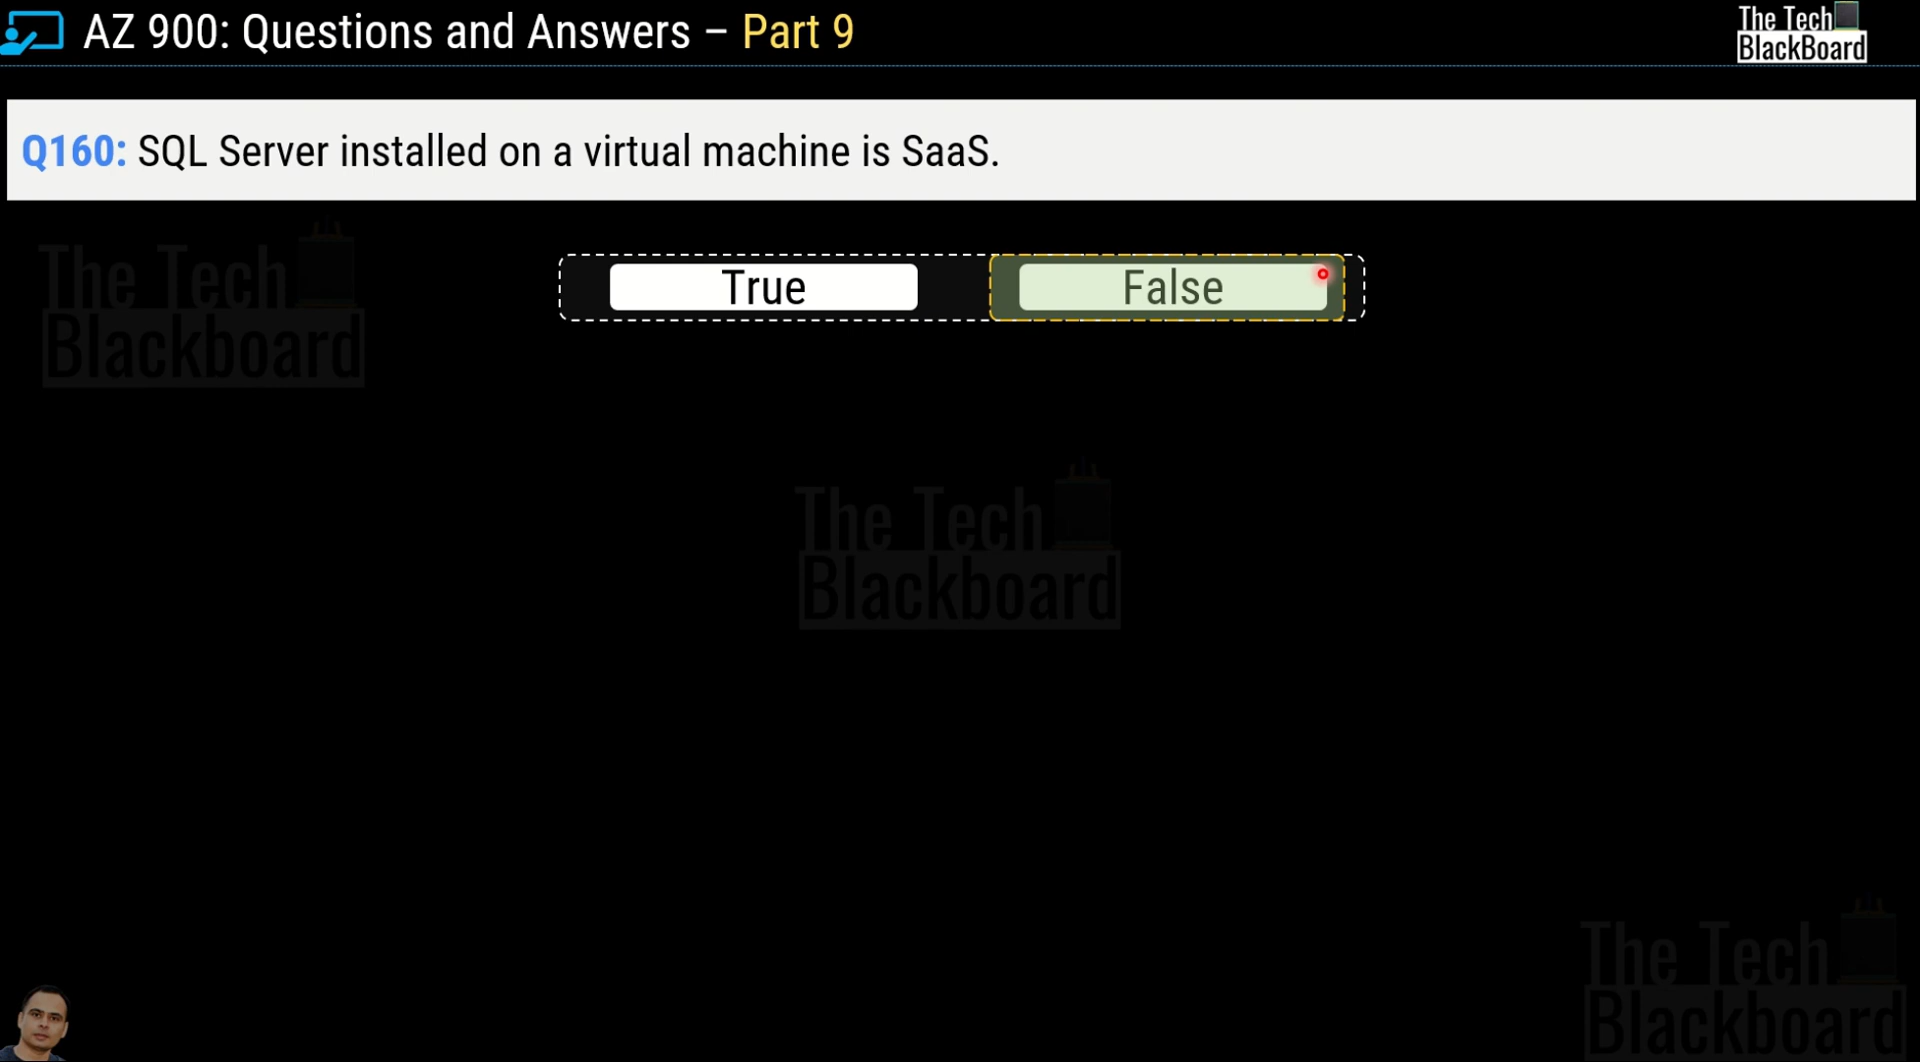 AZ 900: Questions and Answers – Part 9
The Tech
BlackBoard
Q160: SQL Server installed on a virtual machine is SaaS.
The Tech
Blackboard
True
False
The Tech
Blackboard
The Tech
Blackboard